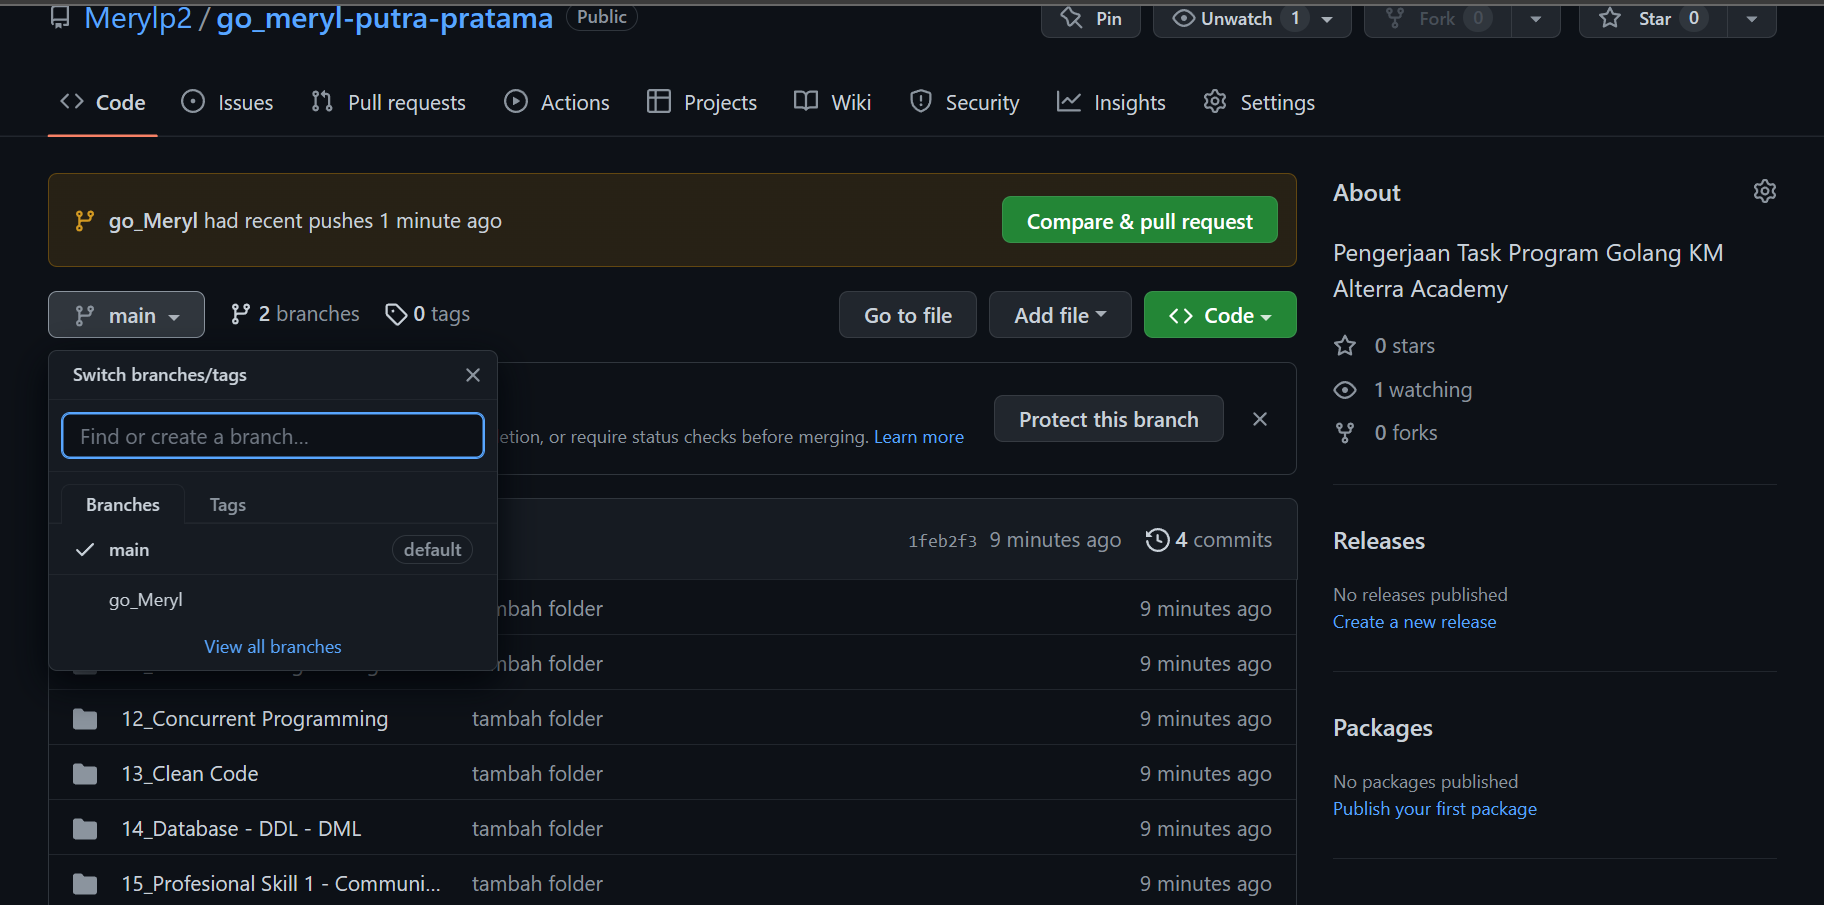 Merylp2 / go_meryl-putra-pratama Public
Pin
Unwatch 1
Fork 0
Star 0
Code
Issues
Pull requests
Actions
Projects
Wiki
Security
Insights
Settings
go_Meryl had recent pushes 1 minute ago
Compare & pull request
main
2 branches
0 tags
Go to file
Add file
Code
Switch branches/tags
Find or create a branch...
Branches
Tags
main default
go_Meryl
View all branches
or require status checks before merging. Learn more
Protect this branch
1feb2f3 9 minutes ago 4 commits
folder 9 minutes ago
folder 9 minutes ago
12_Concurrent Programming tambah folder 9 minutes ago
13_Clean Code tambah folder 9 minutes ago
14_Database - DDL - DML tambah folder 9 minutes ago
15_Profesional Skill 1 - Communi... tambah folder 9 minutes ago
About
Pengerjaan Task Program Golang KM
Alterra Academy
0 stars
1 watching
0 forks
Releases
No releases published
Create a new release
Packages
No packages published
Publish your first package